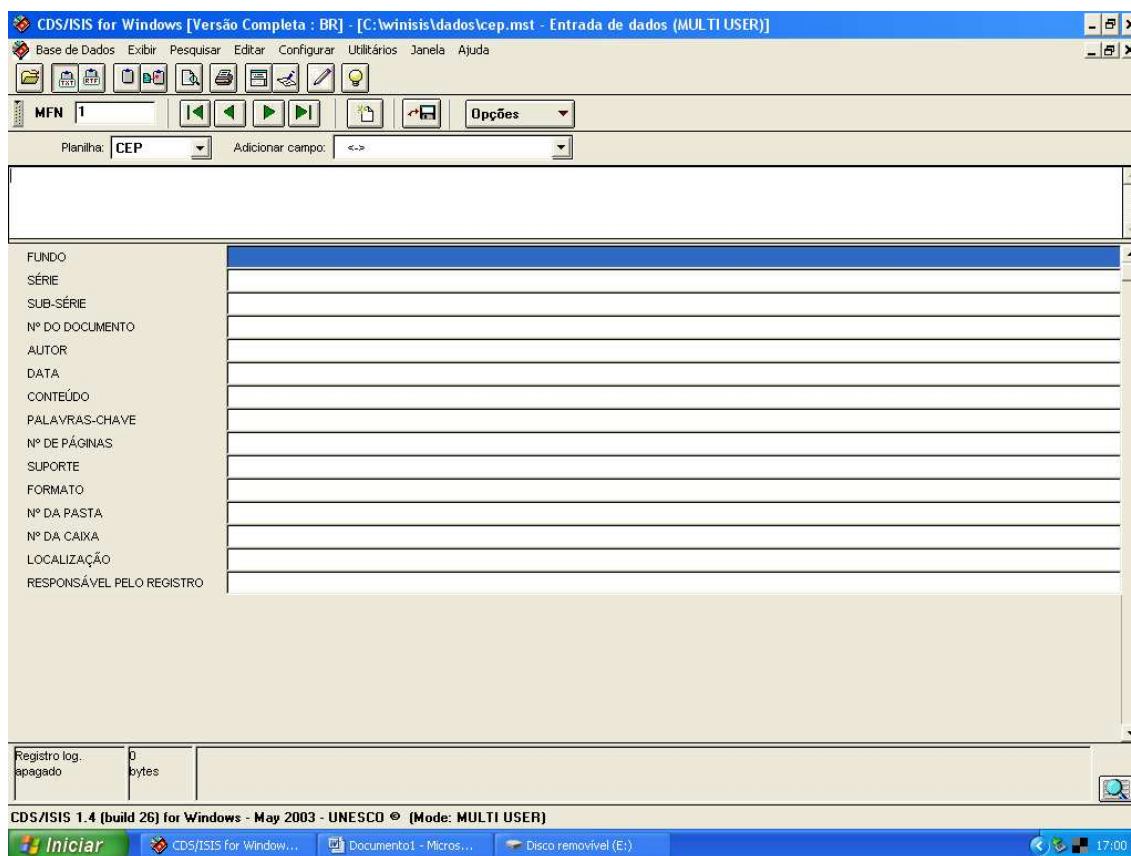 CDS/ISIS for Windows [Versão Completa : BR] - [C:\winisis\dados\cep.mst - Entrada de dados (MULTI USER)]
Base de Dados Exibir Pesquisar Editar Configurar Utilitários Janela Ajuda
TXT RTF
MFN 1 Opções
Planilha: CEP Adicionar campo: <->
FUNDO
SÉRIE
SUB-SÉRIE
Nº DO DOCUMENTO
AUTOR
DATA
CONTEÚDO
PALAVRAS-CHAVE
Nº DE PÁGINAS
SUPORTE
FORMATO
Nº DA PASTA
Nº DA CAIXA
LOCALIZAÇÃO
RESPONSÁVEL PELO REGISTRO
Registro log. 0
apagado bytes
CDS/ISIS 1.4 (build 26) for Windows - May 2003 - UNESCO © (Mode: MULTI USER)
Iniciar CDS/ISIS for Window... Documento1 - Micros... Disco removível (E:) 17:00